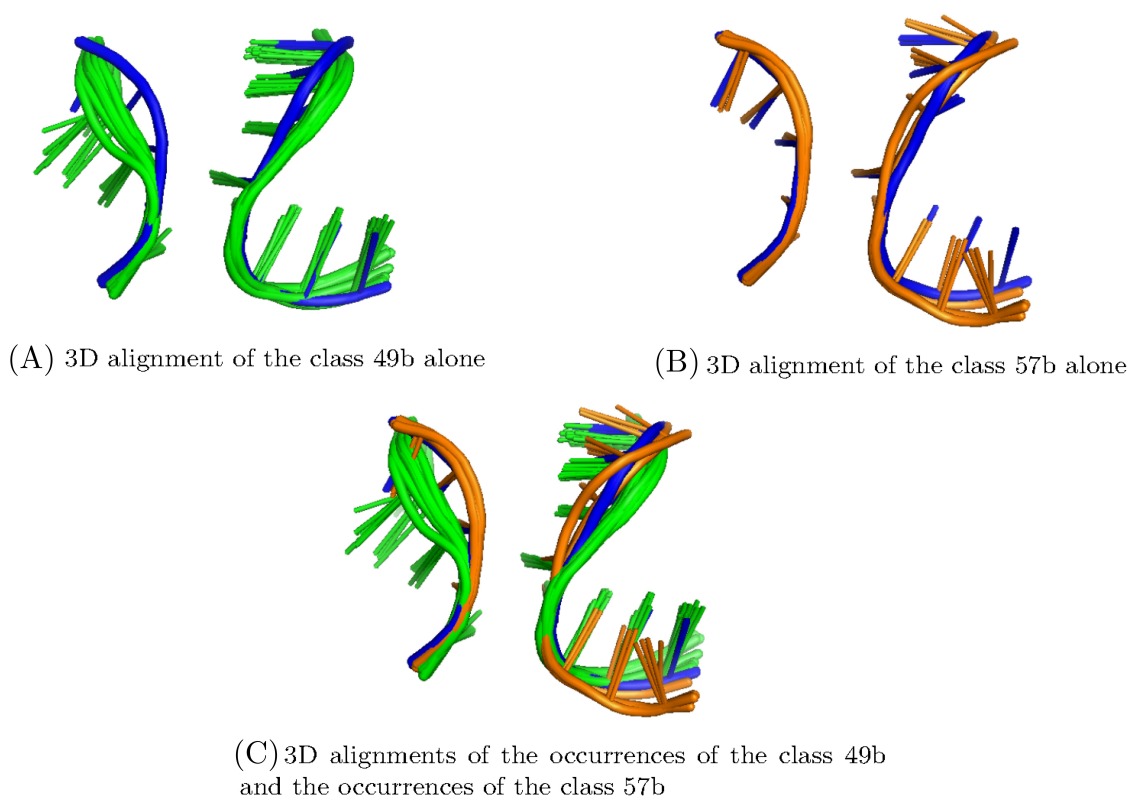 (A) 3D alignment of the class 49b alone
(B) 3D alignment of the class 57b alone
(C) 3D alignments of the occurrences of the class 49b
and the occurrences of the class 57b